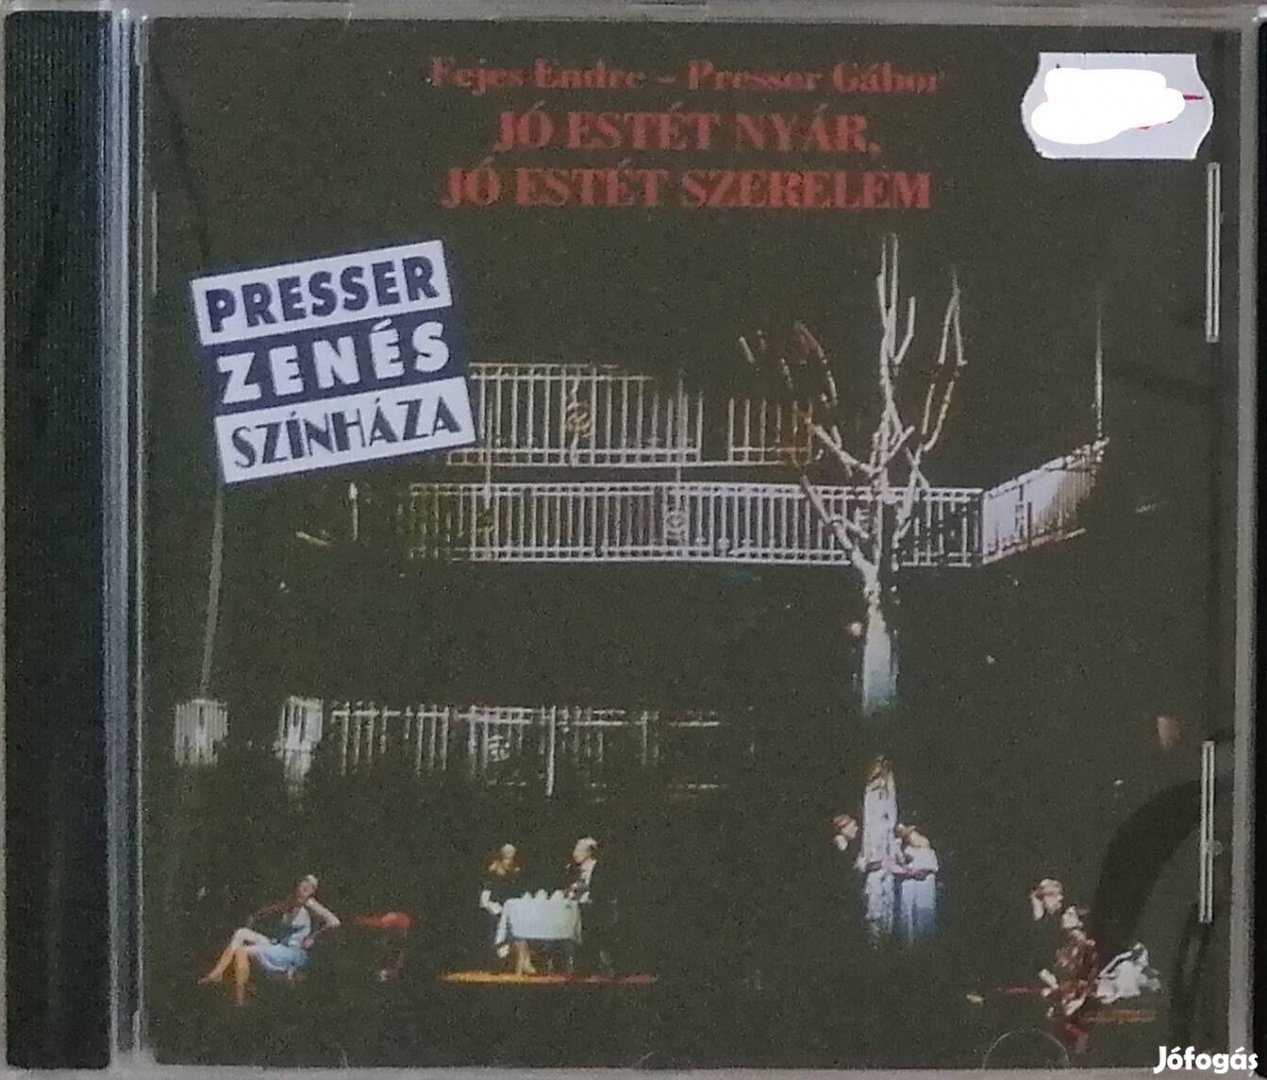 Fejes Endre – Presser Gábor
JÓ ESTÉT NYÁR,
JÓ ESTÉT SZERELEM
PRESSER
ZENÉS
SZÍNHÁZA
Jófogás